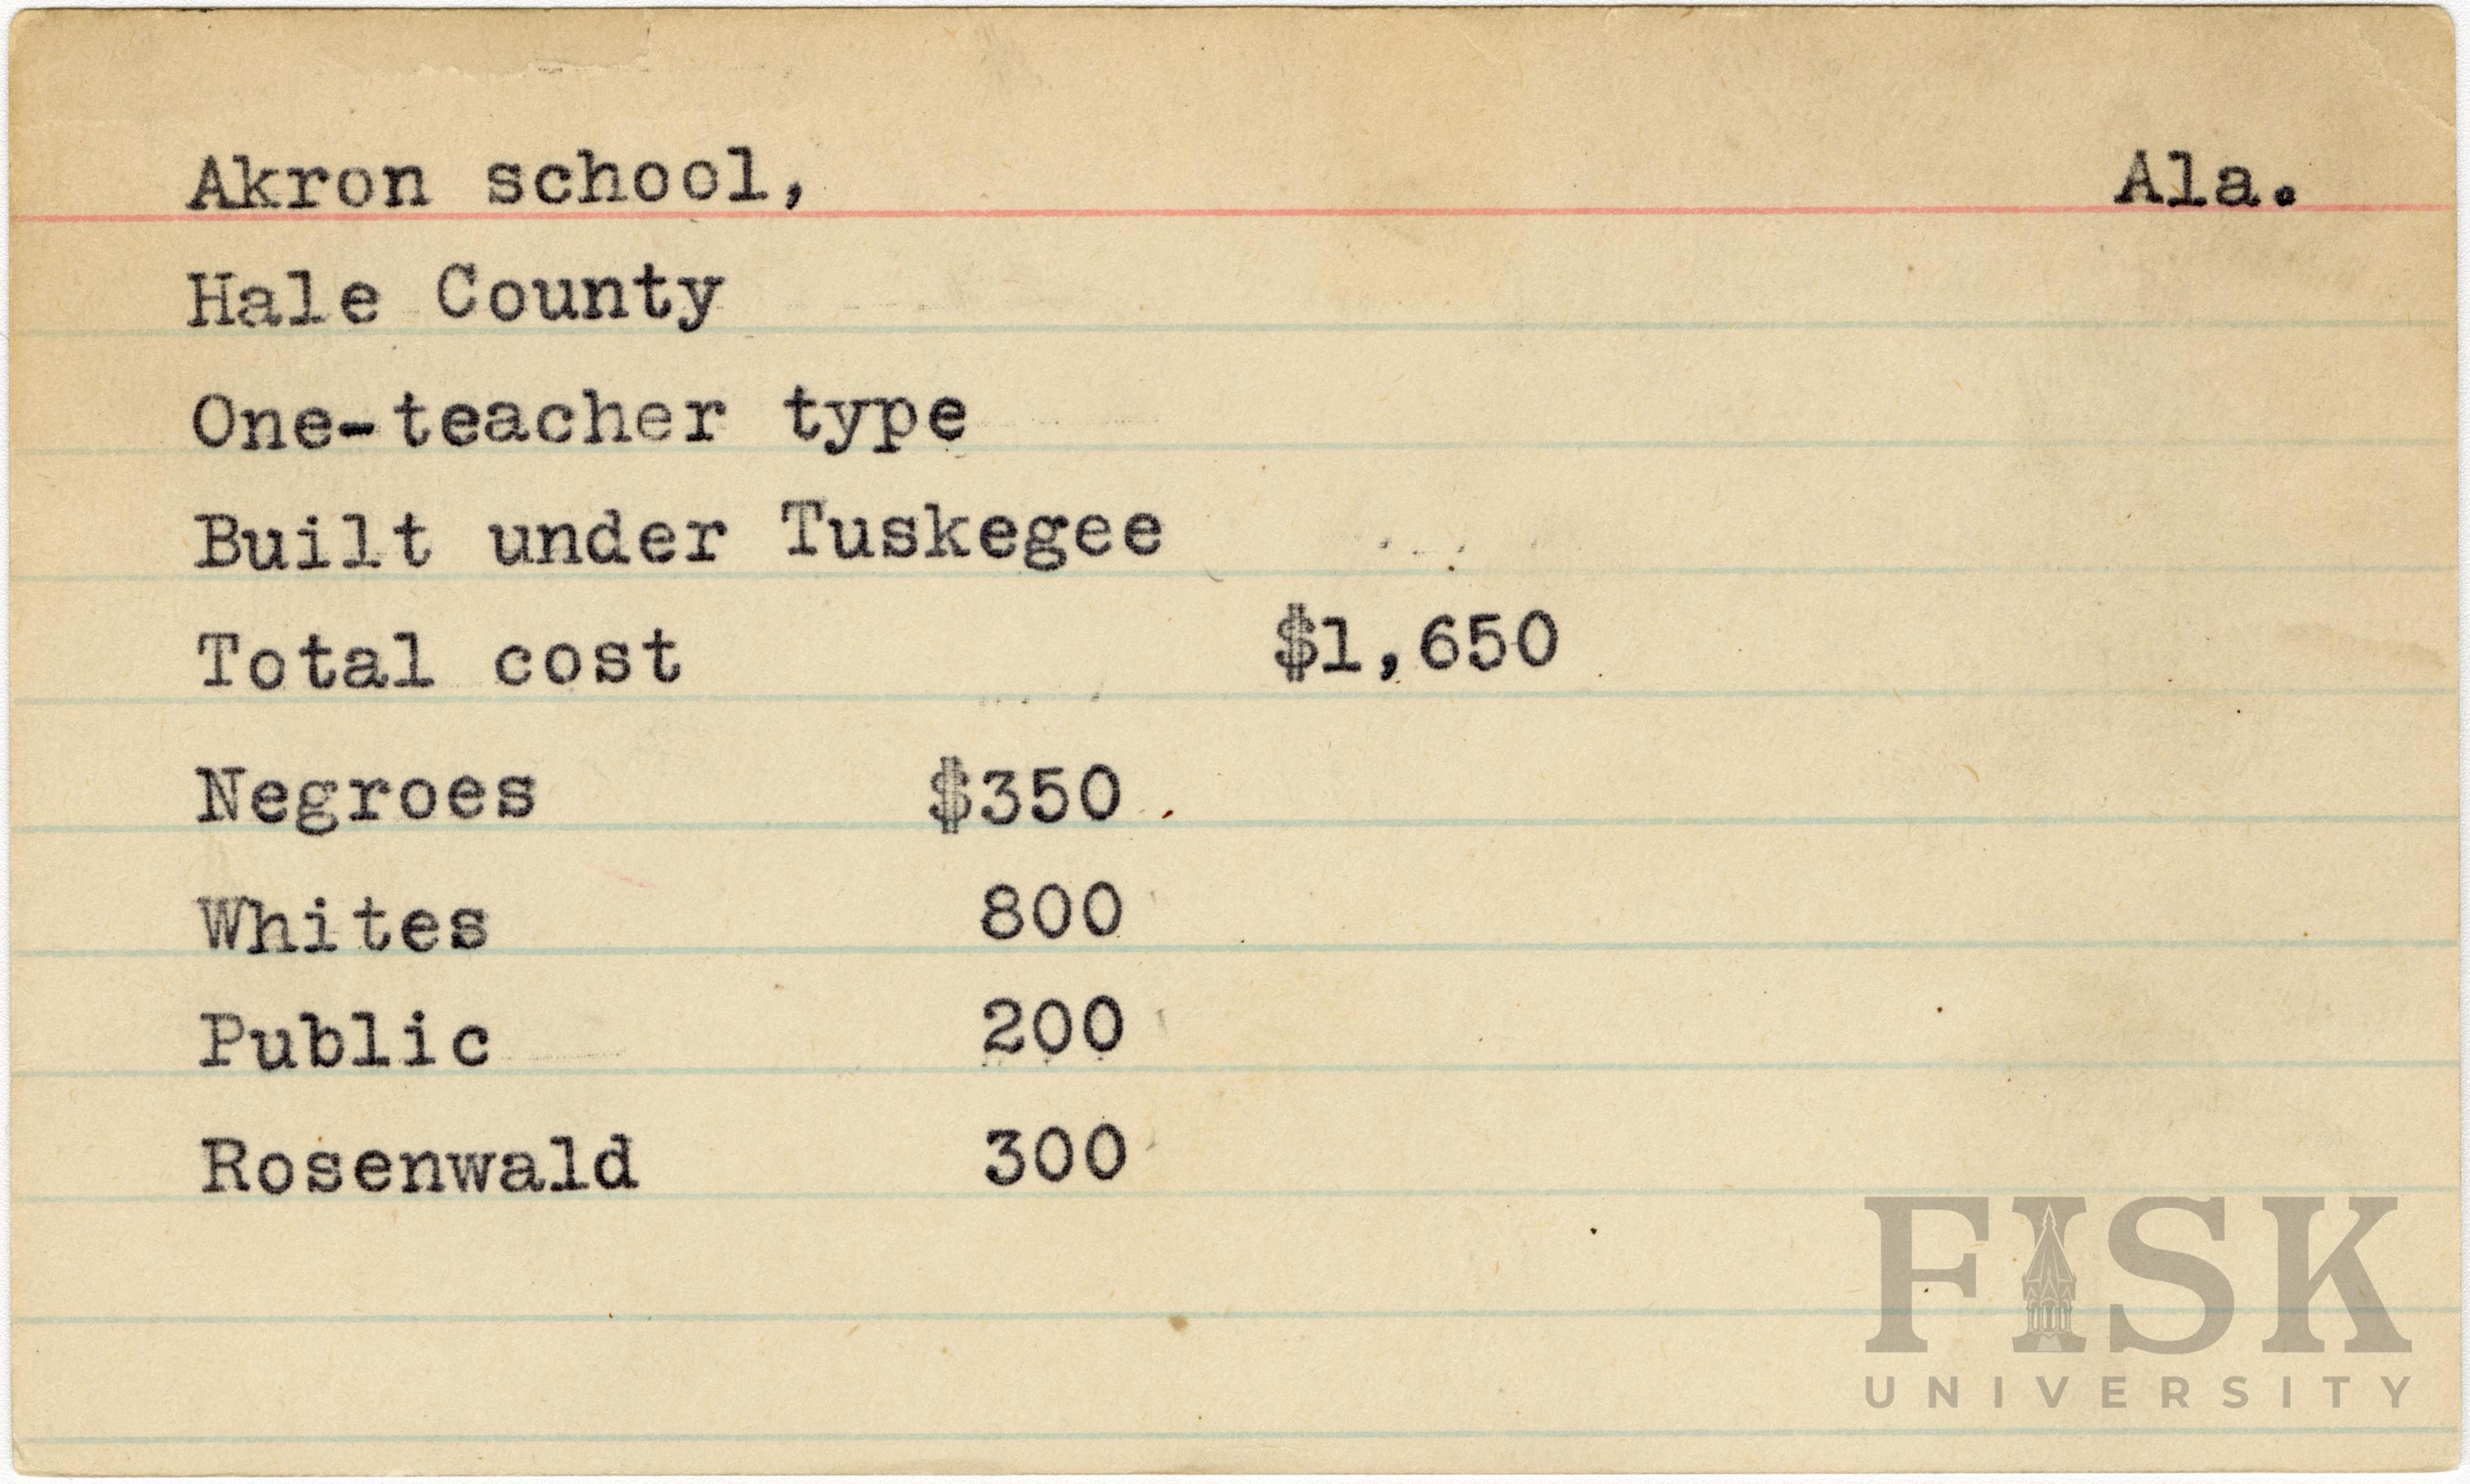 Akron school, Ala.
Hale County
One-teacher type
Built under Tuskegee
Total cost $1,650
Negroes $350
Whites 800
Public 200
Rosenwald 300
FISK
UNIVERSITY